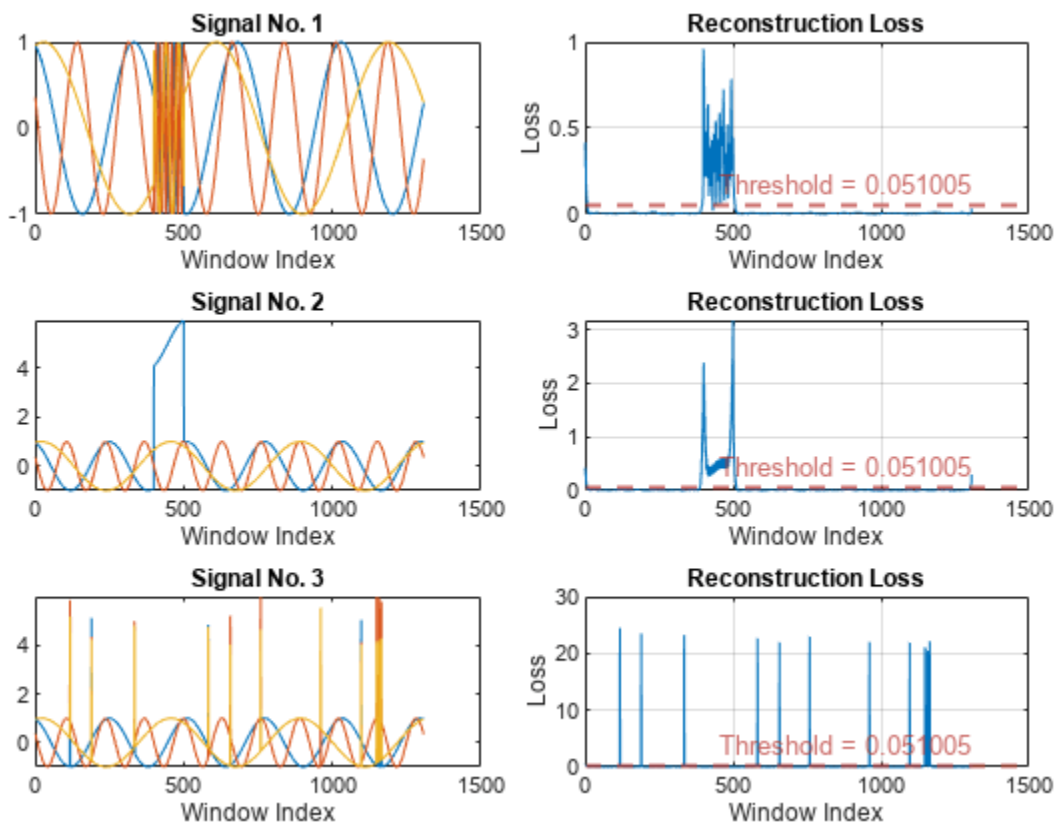 Signal No. 1
1
0
-1
0 500 1000 1500
Window Index
Reconstruction Loss
1
0.5
0
Loss
Threshold = 0.051005
0 500 1000 1500
Window Index
Signal No. 2
4
2
0
0 500 1000 1500
Window Index
Reconstruction Loss
3
2
1
0
Loss
Threshold = 0.051005
0 500 1000 1500
Window Index
Signal No. 3
4
2
0
0 500 1000 1500
Window Index
Reconstruction Loss
30
20
10
0
Loss
Threshold = 0.051005
0 500 1000 1500
Window Index